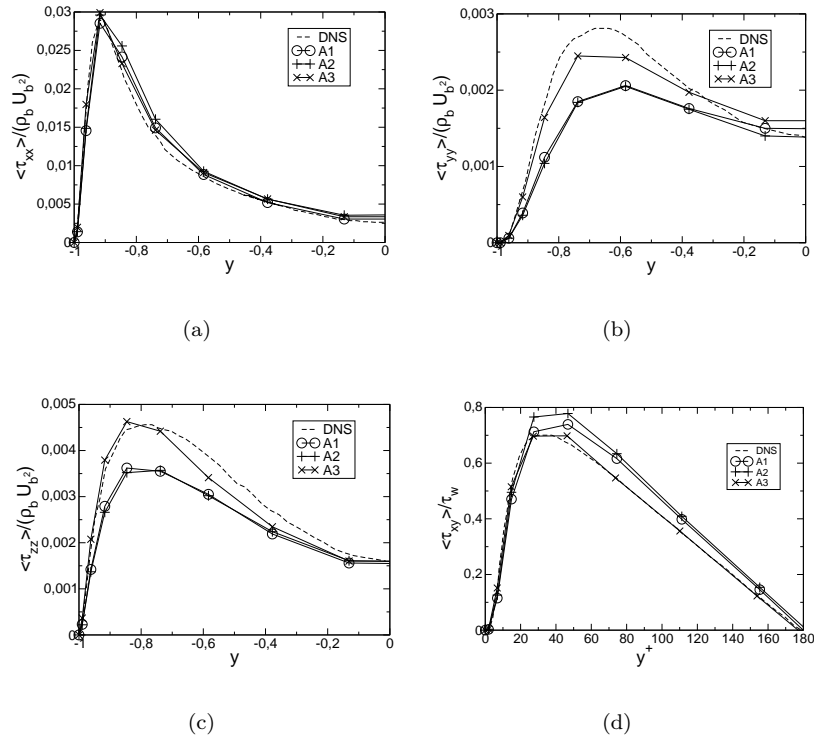 0,03
0,025
0,02
0,015
0,01
0,005
0
<τxx>/(ρb Ub²)
-1 -0,8 -0,6 -0,4 -0,2 0
y
DNS
A1
A2
A3
(a)
0,003
0,002
0,001
0
<τyy>/(ρb Ub²)
-1 -0,8 -0,6 -0,4 -0,2 0
y
DNS
A1
A2
A3
(b)
0,005
0,004
0,003
0,002
0,001
0
<τzz>/(ρb Ub²)
-1 -0,8 -0,6 -0,4 -0,2 0
y
DNS
A1
A2
A3
(c)
0,8
0,6
0,4
0,2
0
<τxy>/τw
0 20 40 60 80 100 120 140 160 180
y+
DNS
A1
A2
A3
(d)